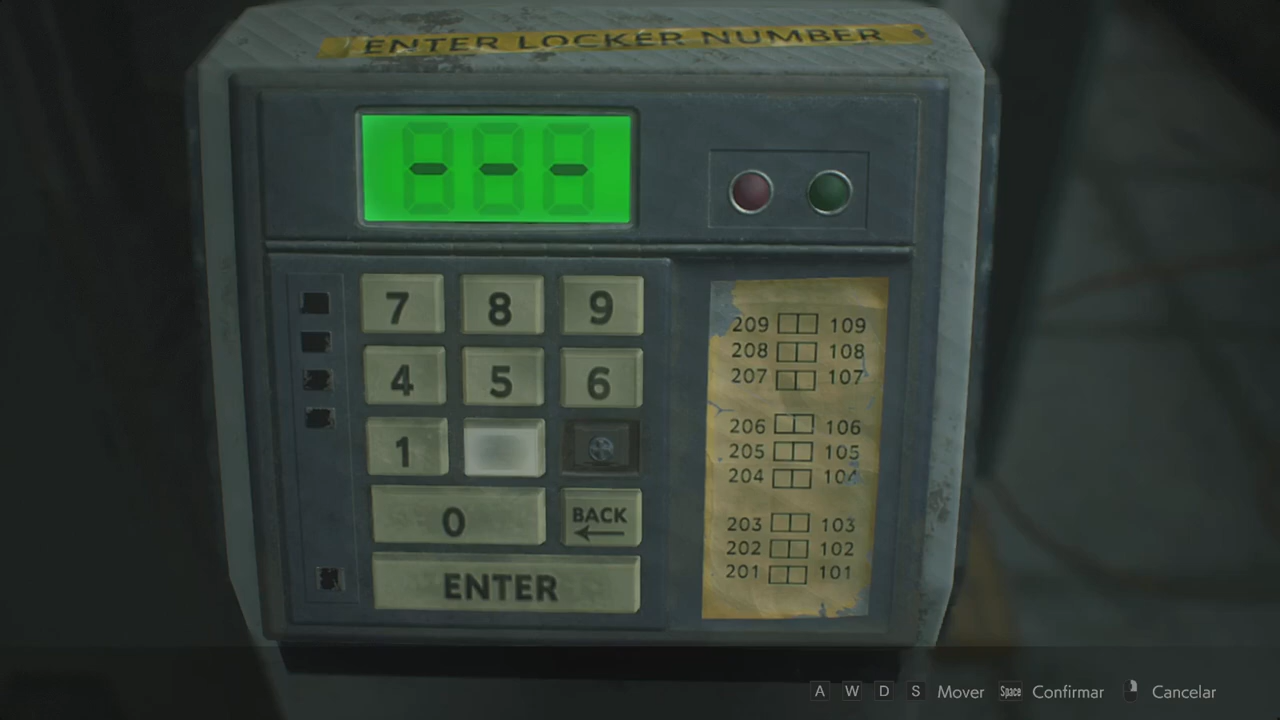 ENTER LOCKER NUMBER
- - -
7 8 9
4 5 6
1
0 BACK
ENTER
209 109
208 108
207 107
206 106
205 105
204 104
203 103
202 102
201 101
A W D S Mover Space Confirmar Cancelar